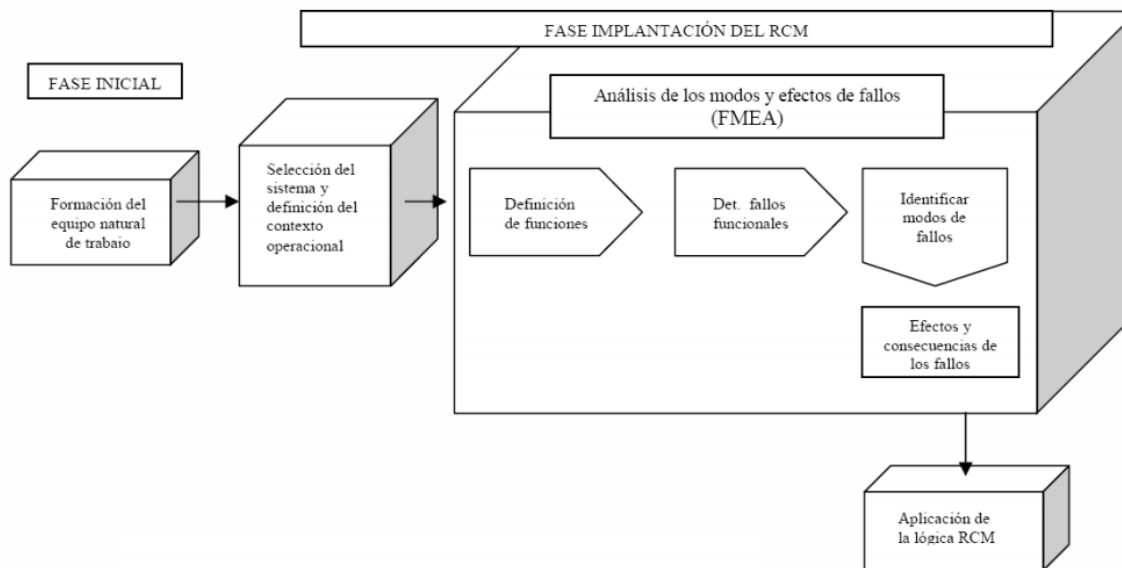 FASE IMPLANTACIÓN DEL RCM
FASE INICIAL
Análisis de los modos y efectos de fallos
(FMEA)
Formación del
equipo natural
de trabaio
Selección del
sistema y
definición del
contexto
operacional
Definición
de funciones
Det. fallos
funcionales
Identificar
modos de
fallos
Efectos y
consecuencias de
los fallos
Aplicación de
la lógica RCM